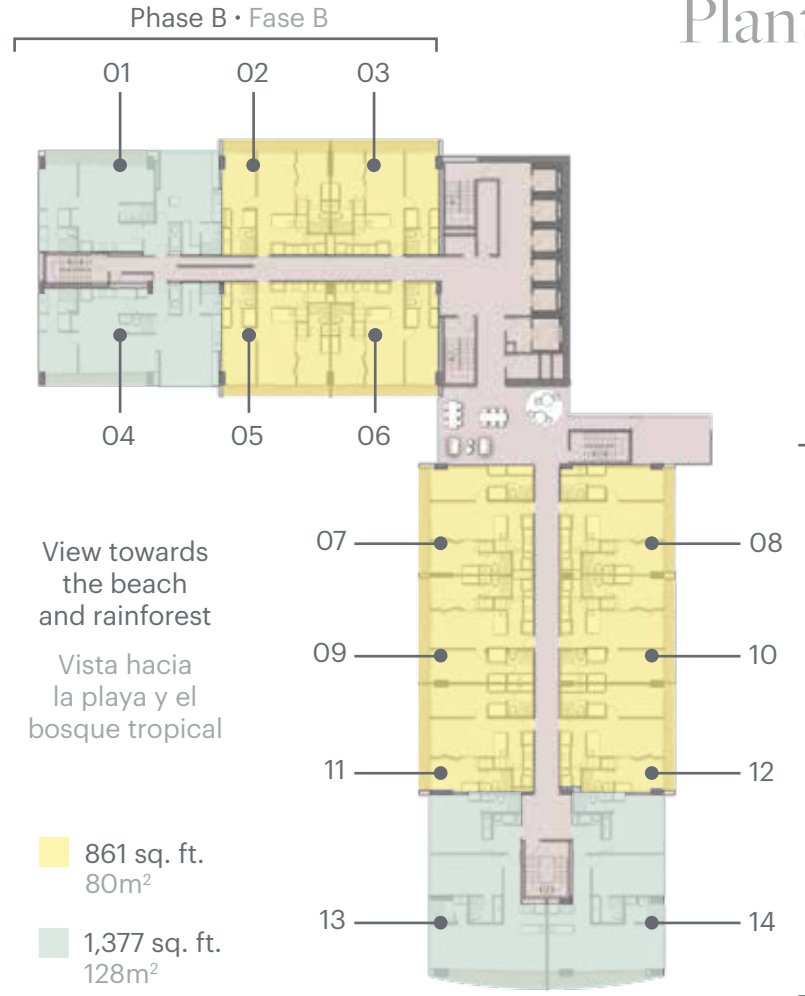 Phase B · Fase B
Plant
01
02
03
04
05
06
View towards
the beach
and rainforest
Vista hacia
la playa y el
bosque tropical
07
08
09
10
11
12
13
14
861 sq. ft.
80m²
1,377 sq. ft.
128m²